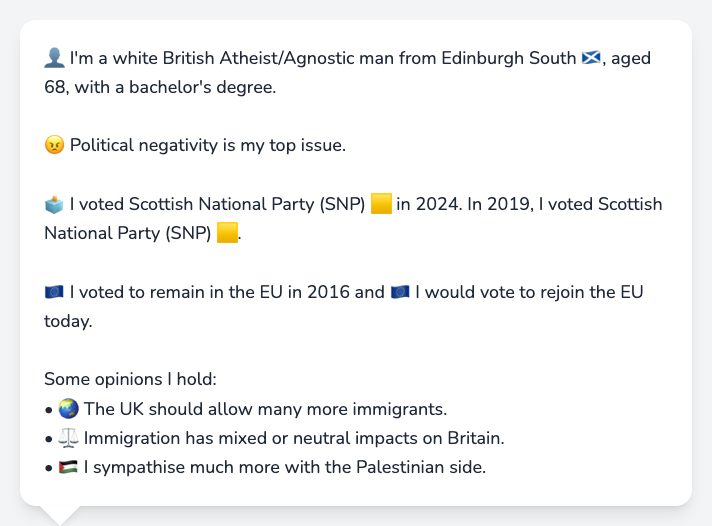 👤 I'm a white British Atheist/Agnostic man from Edinburgh South 🏴󠁧󠁢󠁳󠁣󠁴󠁿, aged
68, with a bachelor's degree.
😠 Political negativity is my top issue.
🗳️ I voted Scottish National Party (SNP) 🟨 in 2024. In 2019, I voted Scottish
National Party (SNP) 🟨.
🇪🇺 I voted to remain in the EU in 2016 and 🇪🇺 I would vote to rejoin the EU
today.
Some opinions I hold:
• 🌏 The UK should allow many more immigrants.
• ⚖️ Immigration has mixed or neutral impacts on Britain.
• 🇵🇸 I sympathise much more with the Palestinian side.